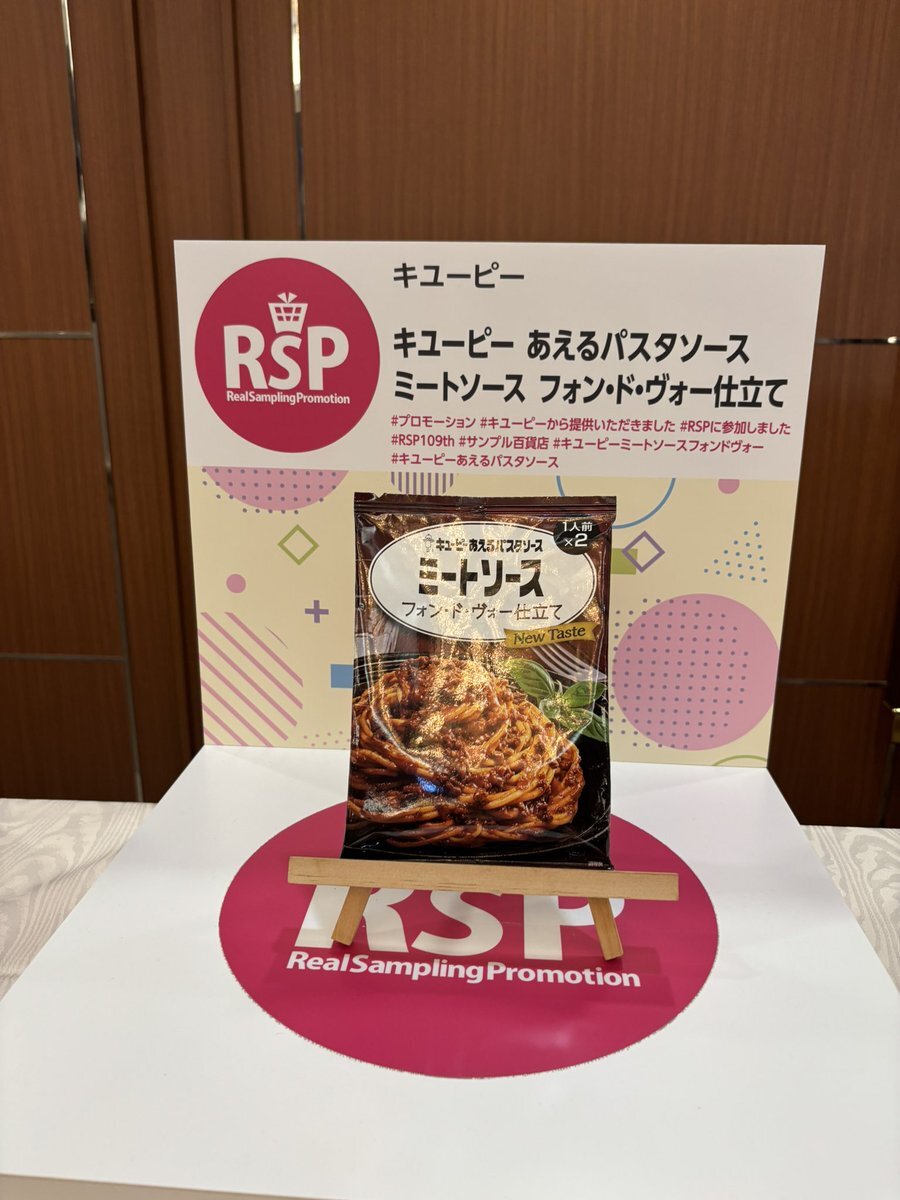 キユーピー
RSP
RealSamplingPromotion
キユーピー あえるパスタソース
ミートソース フォン・ド・ヴォー仕立て
#プロモーション #キユーピーから提供いただきました #RSPに参加しました
#RSP109th #サンプル百貨店 #キユーピーミートソースフォンドヴォー
#キユーピーあえるパスタソース
1人前
×2
キユーピーあえるパスタソース
ミートソース
フォン・ド・ヴォー仕立て
New Taste
RSP
RealSamplingPromotion